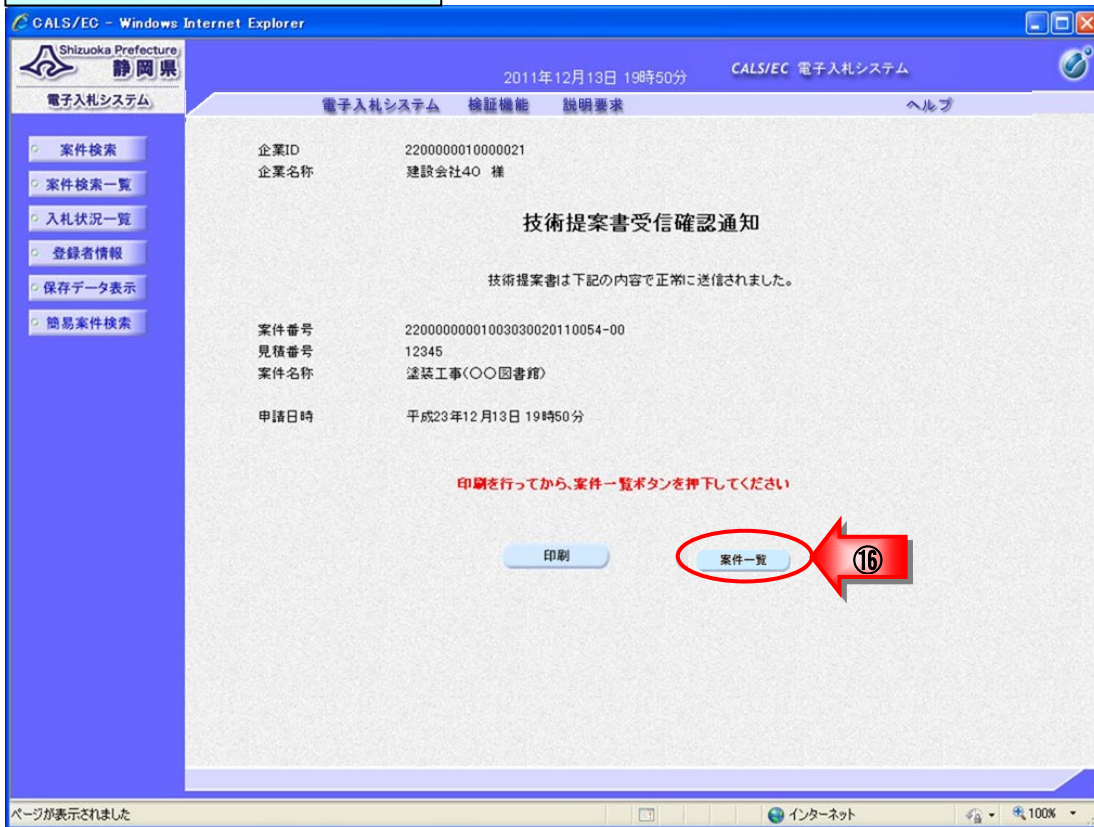 CALS/EC - Windows Internet Explorer
Shizuoka Prefecture
静岡県
2011年12月13日 19時50分
CALS/EC 電子入札システム
電子入札システム
電子入札システム 検証機能 説明要求 ヘルプ
案件検索
案件検索一覧
入札状況一覧
登録者情報
保存データ表示
簡易案件検索
企業ID 2200000010000021
企業名称 建設会社40 様
技術提案書受信確認通知
技術提案書は下記の内容で正常に送信されました。
案件番号 22000000001003030020110054-00
見積番号 12345
案件名称 塗装工事(〇〇図書館)
申請日時 平成23年12月13日 19時50分
印刷を行ってから、案件一覧ボタンを押下してください
印刷
案件一覧
⑯
ページが表示されました
インターネット
100%